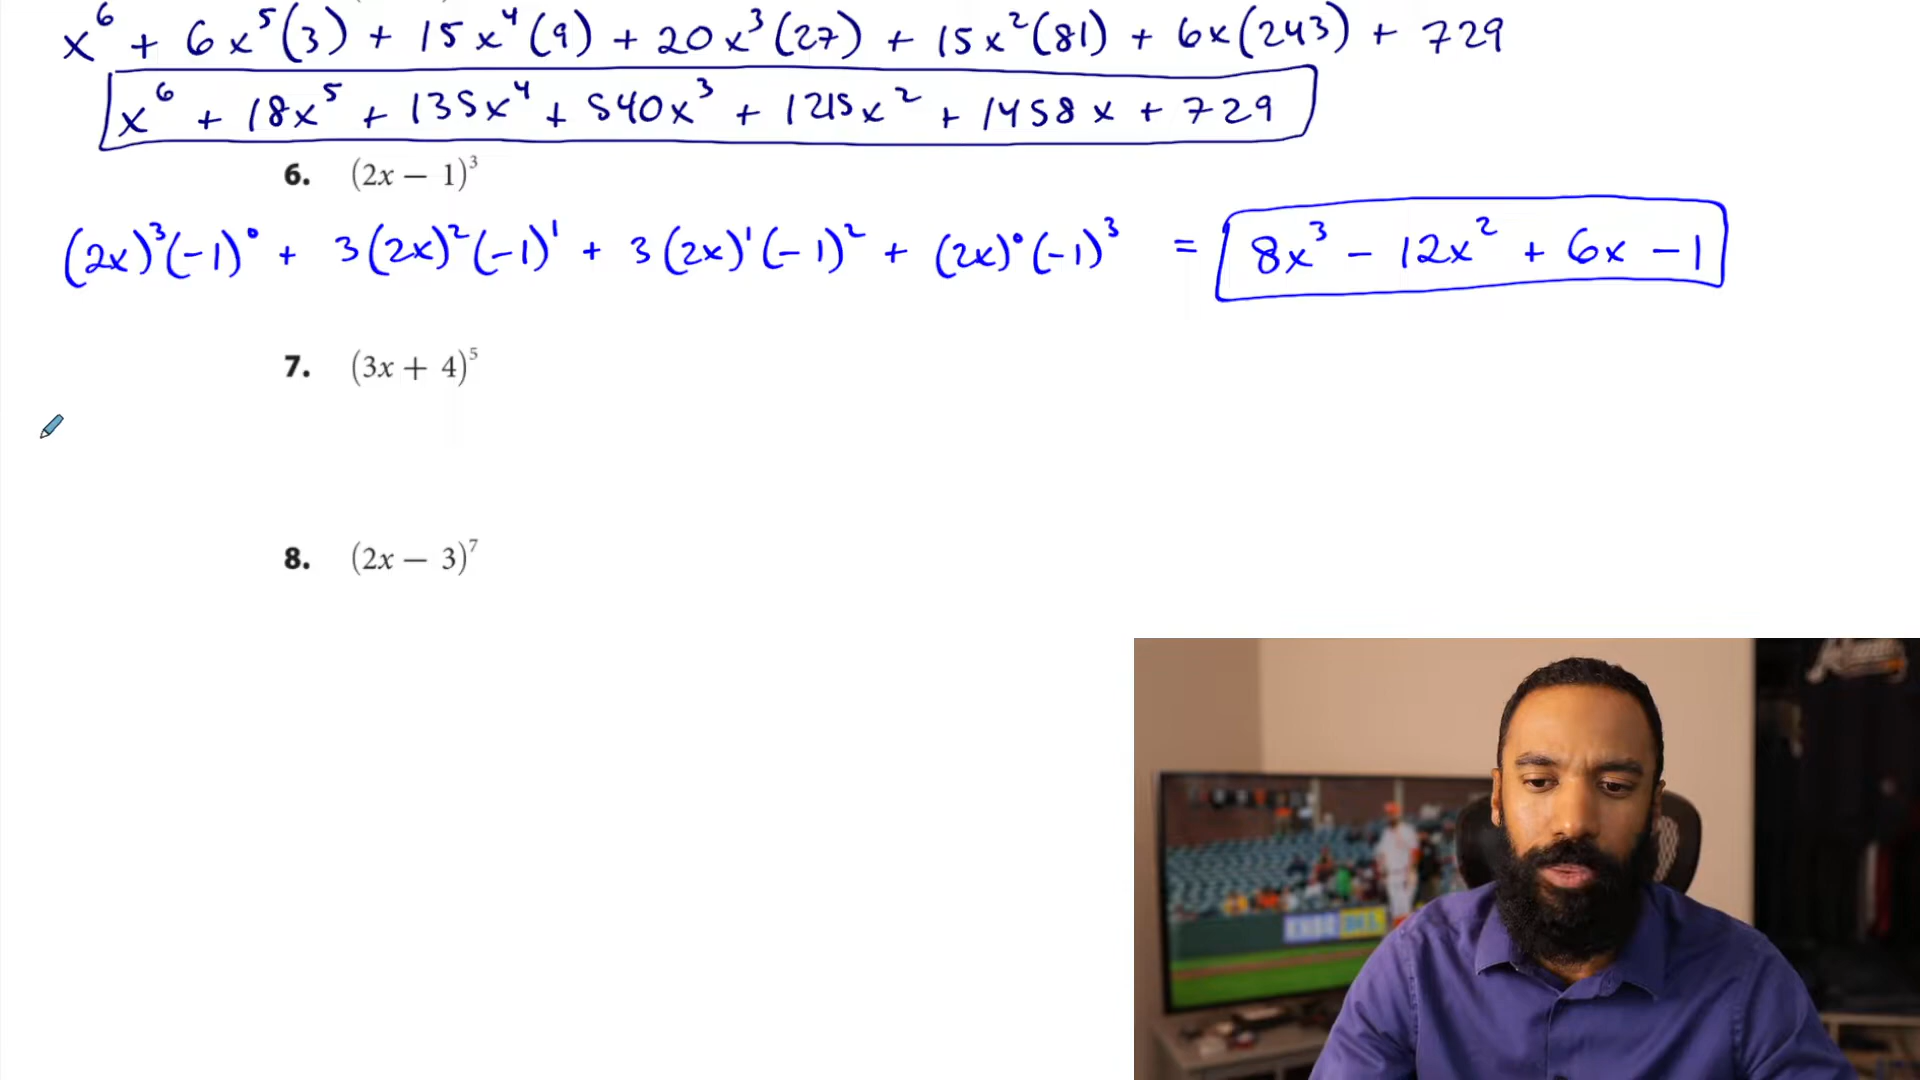 x⁶ + 6x⁵(3) + 15x⁴(9) + 20x³(27) + 15x²(81) + 6x(243) + 729
x⁶ + 18x⁵ + 135x⁴ + 540x³ + 1215x² + 1458x + 729
6. (2x − 1)³
(2x)³(-1)⁰ + 3(2x)²(-1)¹ + 3(2x)¹(-1)² + (2x)⁰(-1)³ = 8x³ − 12x² + 6x − 1
7. (3x + 4)⁵
8. (2x − 3)⁷